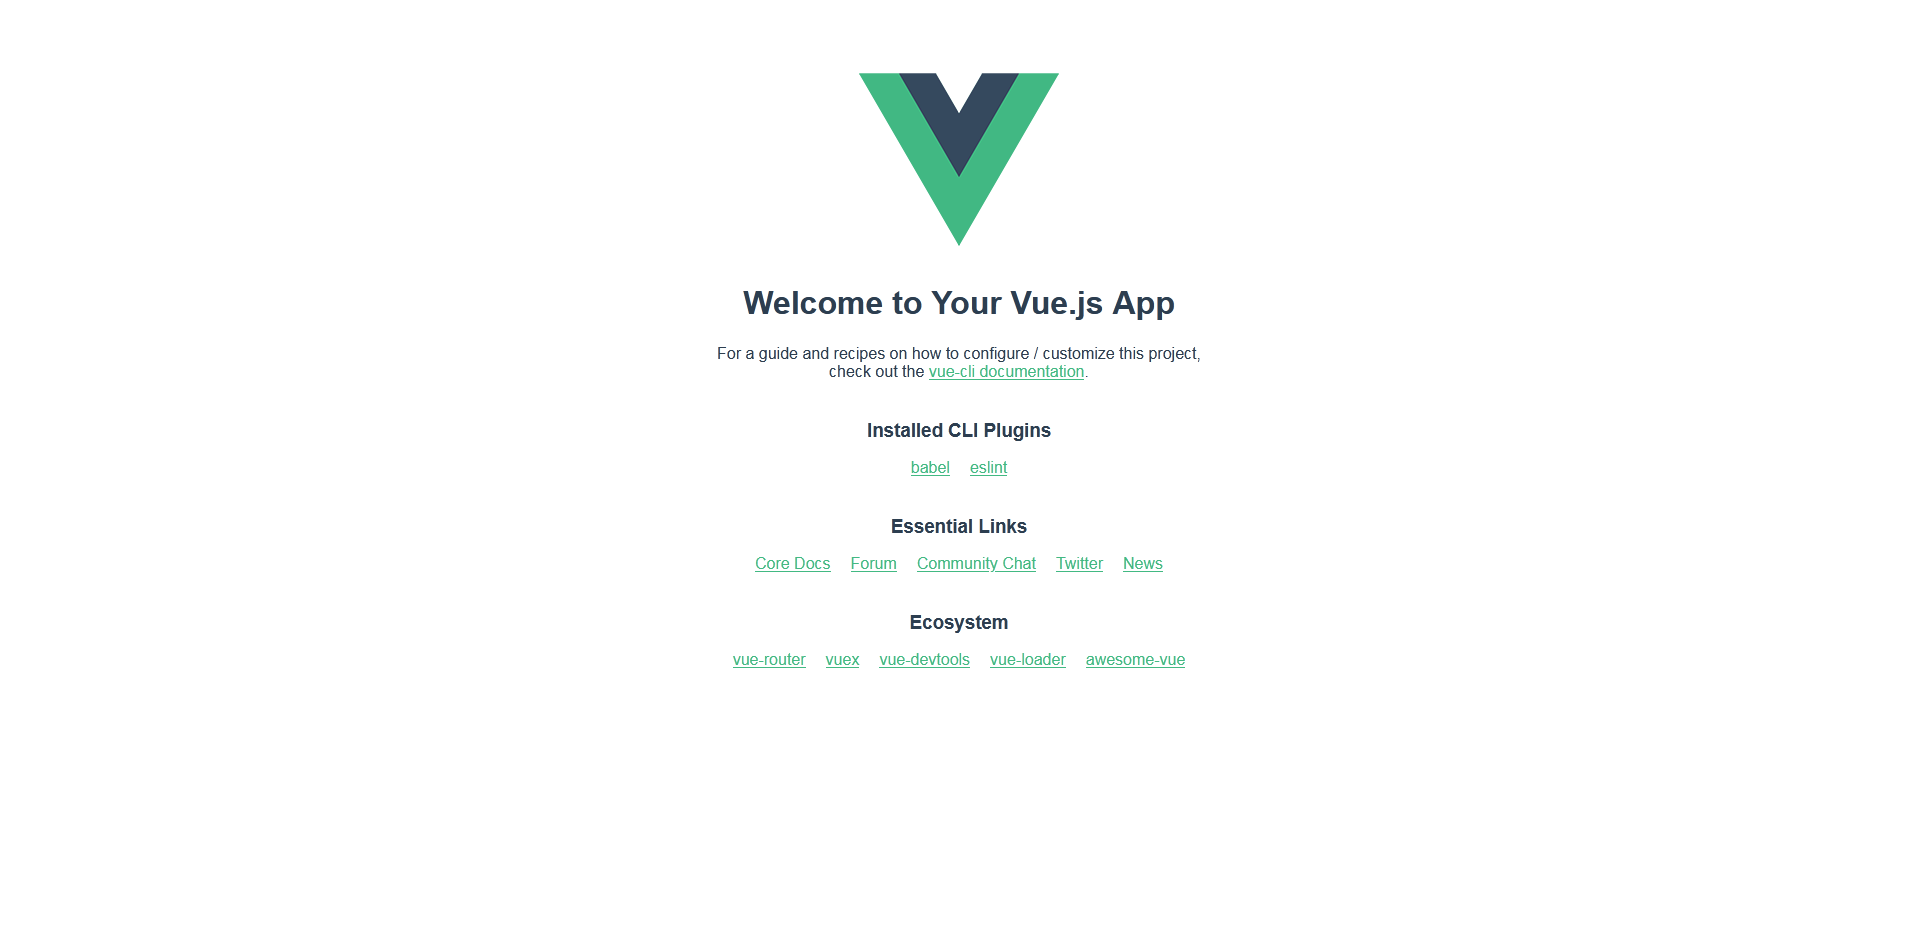 Welcome to Your Vue.js App
For a guide and recipes on how to configure / customize this project,
check out the vue-cli documentation.
Installed CLI Plugins
babel eslint
Essential Links
Core Docs Forum Community Chat Twitter News
Ecosystem
vue-router vuex vue-devtools vue-loader awesome-vue